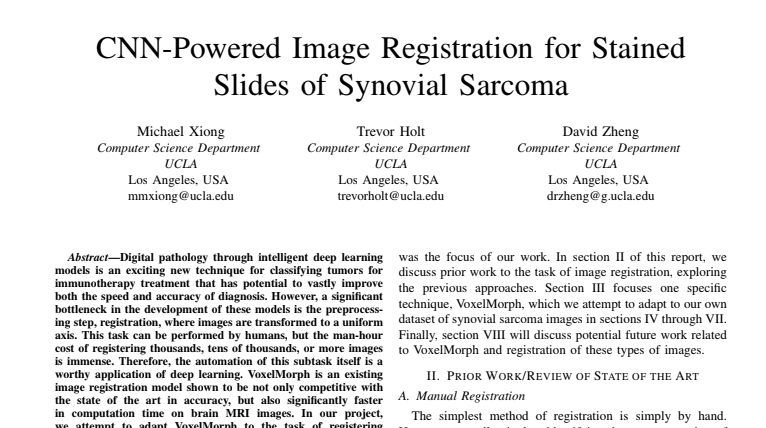 CNN-Powered Image Registration for Stained
Slides of Synovial Sarcoma
Michael Xiong
Computer Science Department
UCLA
Los Angeles, USA
mmxiong@ucla.edu
Trevor Holt
Computer Science Department
UCLA
Los Angeles, USA
trevorholt@ucla.edu
David Zheng
Computer Science Department
UCLA
Los Angeles, USA
drzheng@g.ucla.edu
Abstract—Digital pathology through intelligent deep learning
models is an exciting new technique for classifying tumors for
immunotherapy treatment that has potential to vastly improve
both the speed and accuracy of diagnosis. However, a significant
bottleneck in the development of these models is the preprocess-
ing step, registration, where images are transformed to a uniform
axis. This task can be performed by humans, but the man-hour
cost of registering thousands, tens of thousands, or more images
is immense. Therefore, the automation of this subtask itself is a
worthy application of deep learning. VoxelMorph is an existing
image registration model shown to be not only competitive with
the state of the art in accuracy, but also significantly faster
in computation time on brain MRI images. In our project,
we attempt to adapt VoxelMorph to the task of registering
was the focus of our work. In section II of this report, we
discuss prior work to the task of image registration, exploring
the previous approaches. Section III focuses one specific
technique, VoxelMorph, which we attempt to adapt to our own
dataset of synovial sarcoma images in sections IV through VII.
Finally, section VIII will discuss potential future work related
to VoxelMorph and registration of these types of images.
II. PRIOR WORK/REVIEW OF STATE OF THE ART
A. Manual Registration
The simplest method of registration is simply by hand.